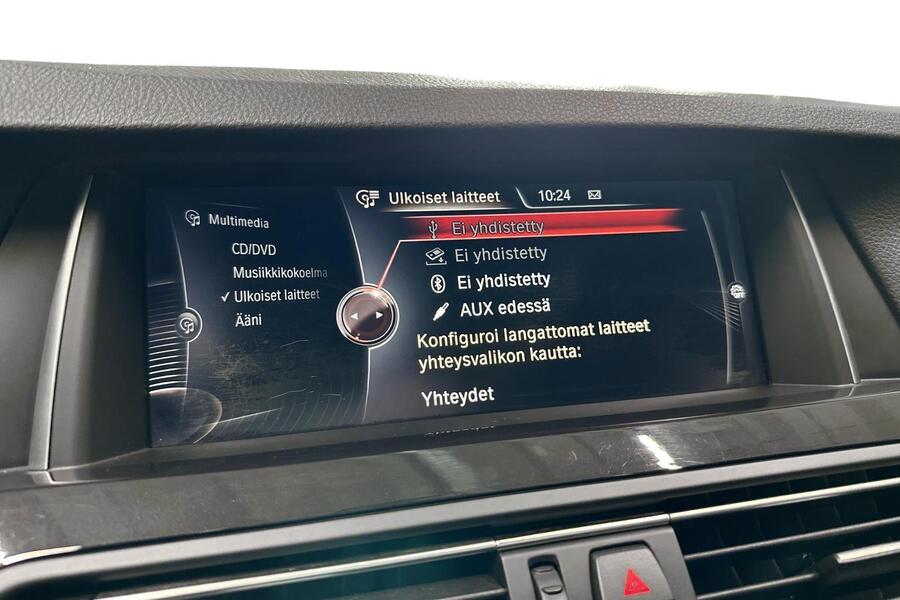 Ulkoiset laitteet 10:24
Multimedia
CD/DVD
Musiikkikokoelma
✓ Ulkoiset laitteet
Ääni
Ei yhdistetty
Ei yhdistetty
Ei yhdistetty
AUX edessä
Konfiguroi langattomat laitteet
yhteysvalikon kautta:
Yhteydet